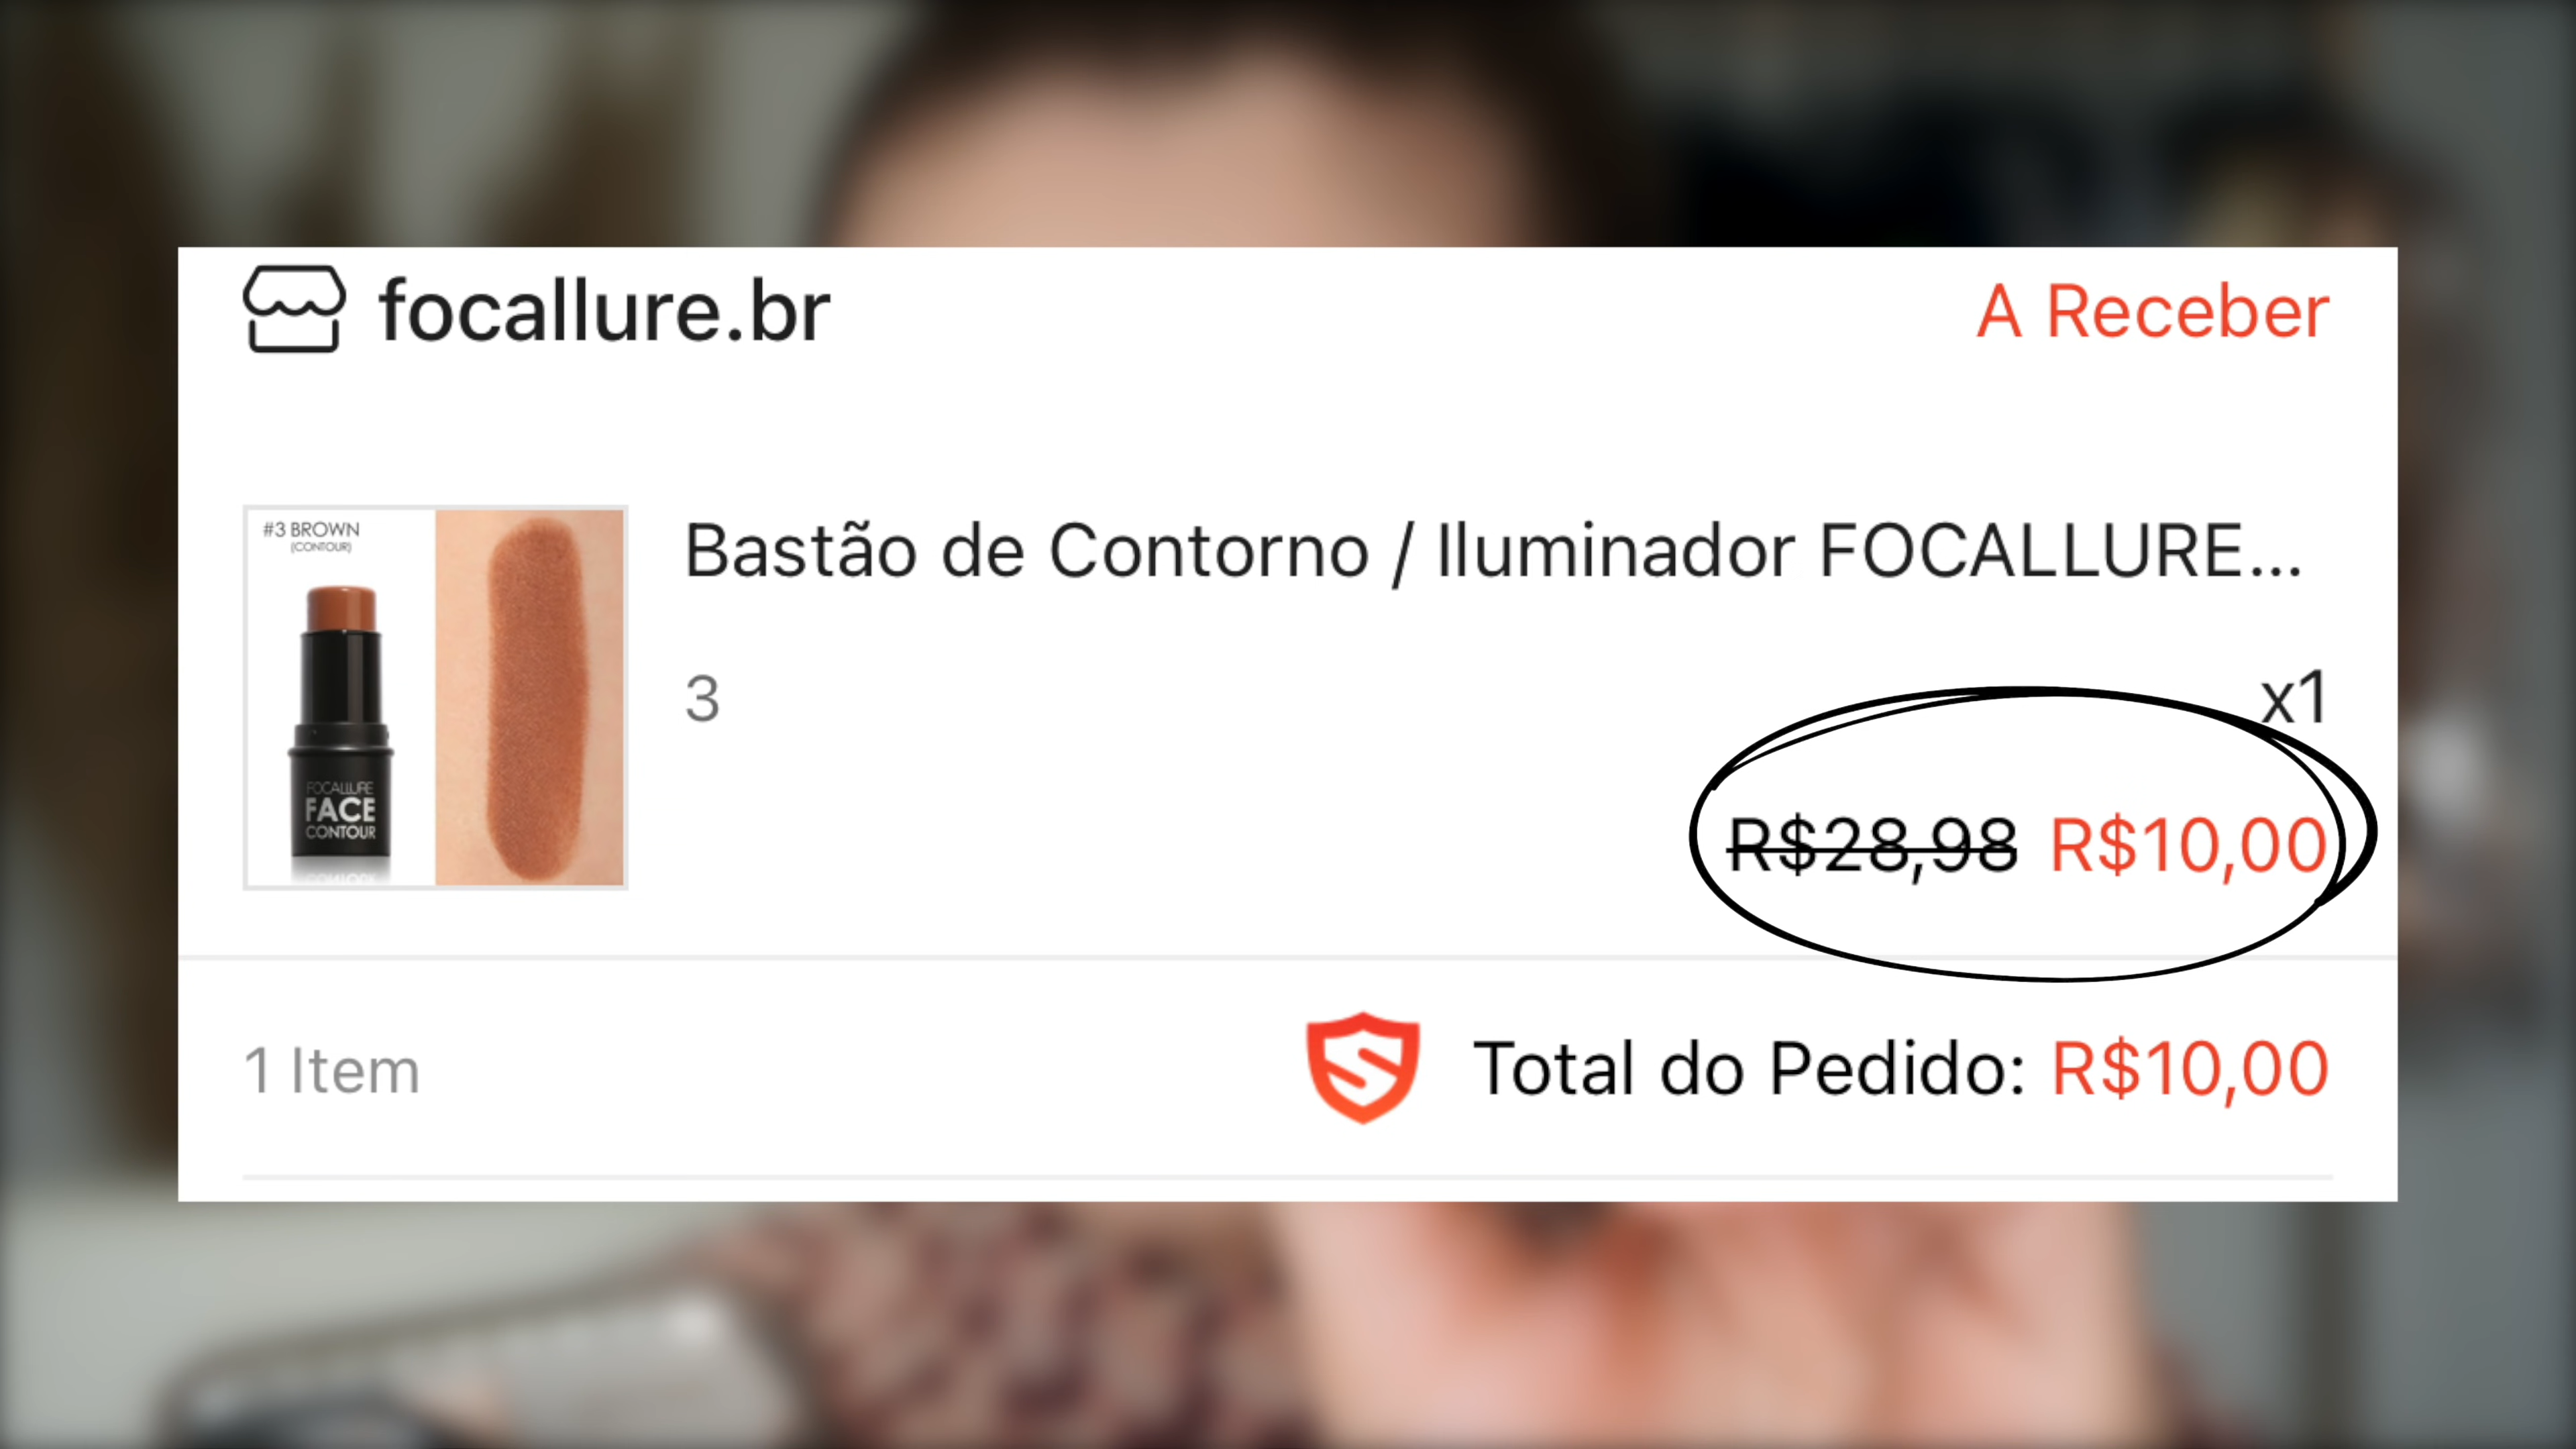 focallure.br
A Receber
#3 BROWN
(CONTOUR)
FOCALLURE
FACE
CONTOUR
Bastão de Contorno / Iluminador FOCALLURE...
3
x1
R$28,98 R$10,00
1 Item
Total do Pedido: R$10,00